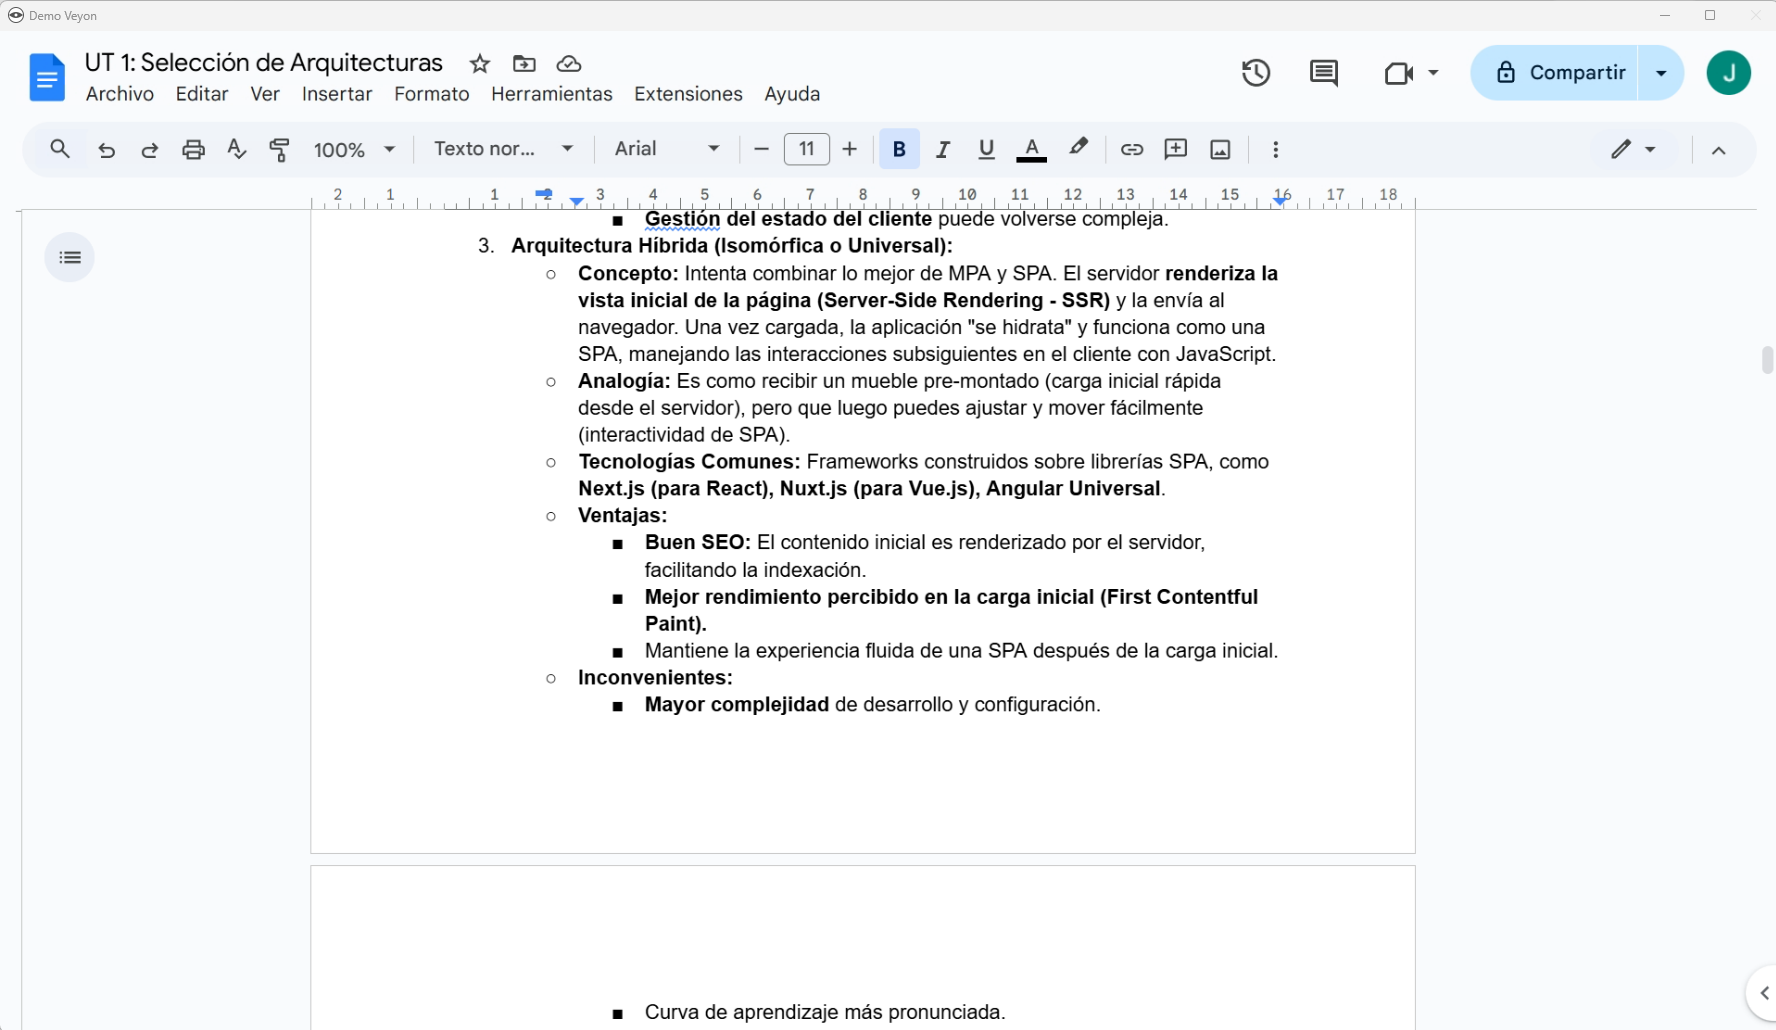 Demo Veyon
UT 1: Selección de Arquitecturas
Archivo Editar Ver Insertar Formato Herramientas Extensiones Ayuda
Compartir
J
100% Texto nor... Arial 11 B I U A
2 1 1 2 3 4 5 6 7 8 9 10 11 12 13 14 15 16 17 18
■ Gestión del estado del cliente puede volverse compleja.
3. Arquitectura Híbrida (Isomórfica o Universal):
○ Concepto: Intenta combinar lo mejor de MPA y SPA. El servidor renderiza la
vista inicial de la página (Server-Side Rendering - SSR) y la envía al
navegador. Una vez cargada, la aplicación "se hidrata" y funciona como una
SPA, manejando las interacciones subsiguientes en el cliente con JavaScript.
○ Analogía: Es como recibir un mueble pre-montado (carga inicial rápida
desde el servidor), pero que luego puedes ajustar y mover fácilmente
(interactividad de SPA).
○ Tecnologías Comunes: Frameworks construidos sobre librerías SPA, como
Next.js (para React), Nuxt.js (para Vue.js), Angular Universal.
○ Ventajas:
■ Buen SEO: El contenido inicial es renderizado por el servidor,
facilitando la indexación.
■ Mejor rendimiento percibido en la carga inicial (First Contentful
Paint).
■ Mantiene la experiencia fluida de una SPA después de la carga inicial.
○ Inconvenientes:
■ Mayor complejidad de desarrollo y configuración.
■ Curva de aprendizaje más pronunciada.